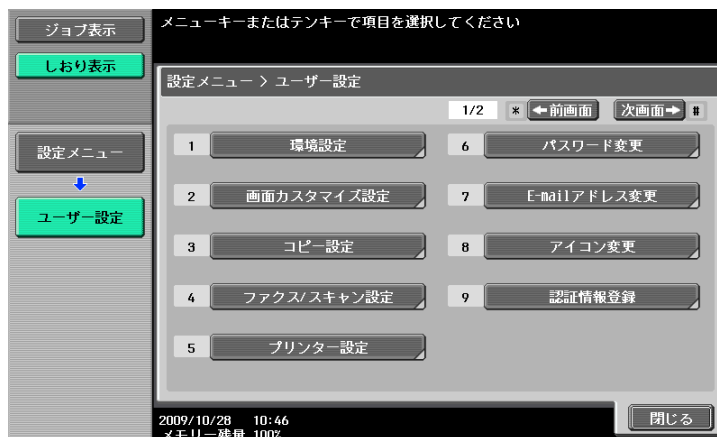 ジョブ表示
メニューキーまたはテンキーで項目を選択してください
しおり表示
設定メニュー > ユーザー設定
1/2 * ←前画面 次画面→ #
設定メニュー
ユーザー設定
1 環境設定
2 画面カスタマイズ設定
3 コピー設定
4 ファクス/スキャン設定
5 プリンター設定
6 パスワード変更
7 E-mailアドレス変更
8 アイコン変更
9 認証情報登録
2009/10/28 10:46
メモリー残量 100%
閉じる